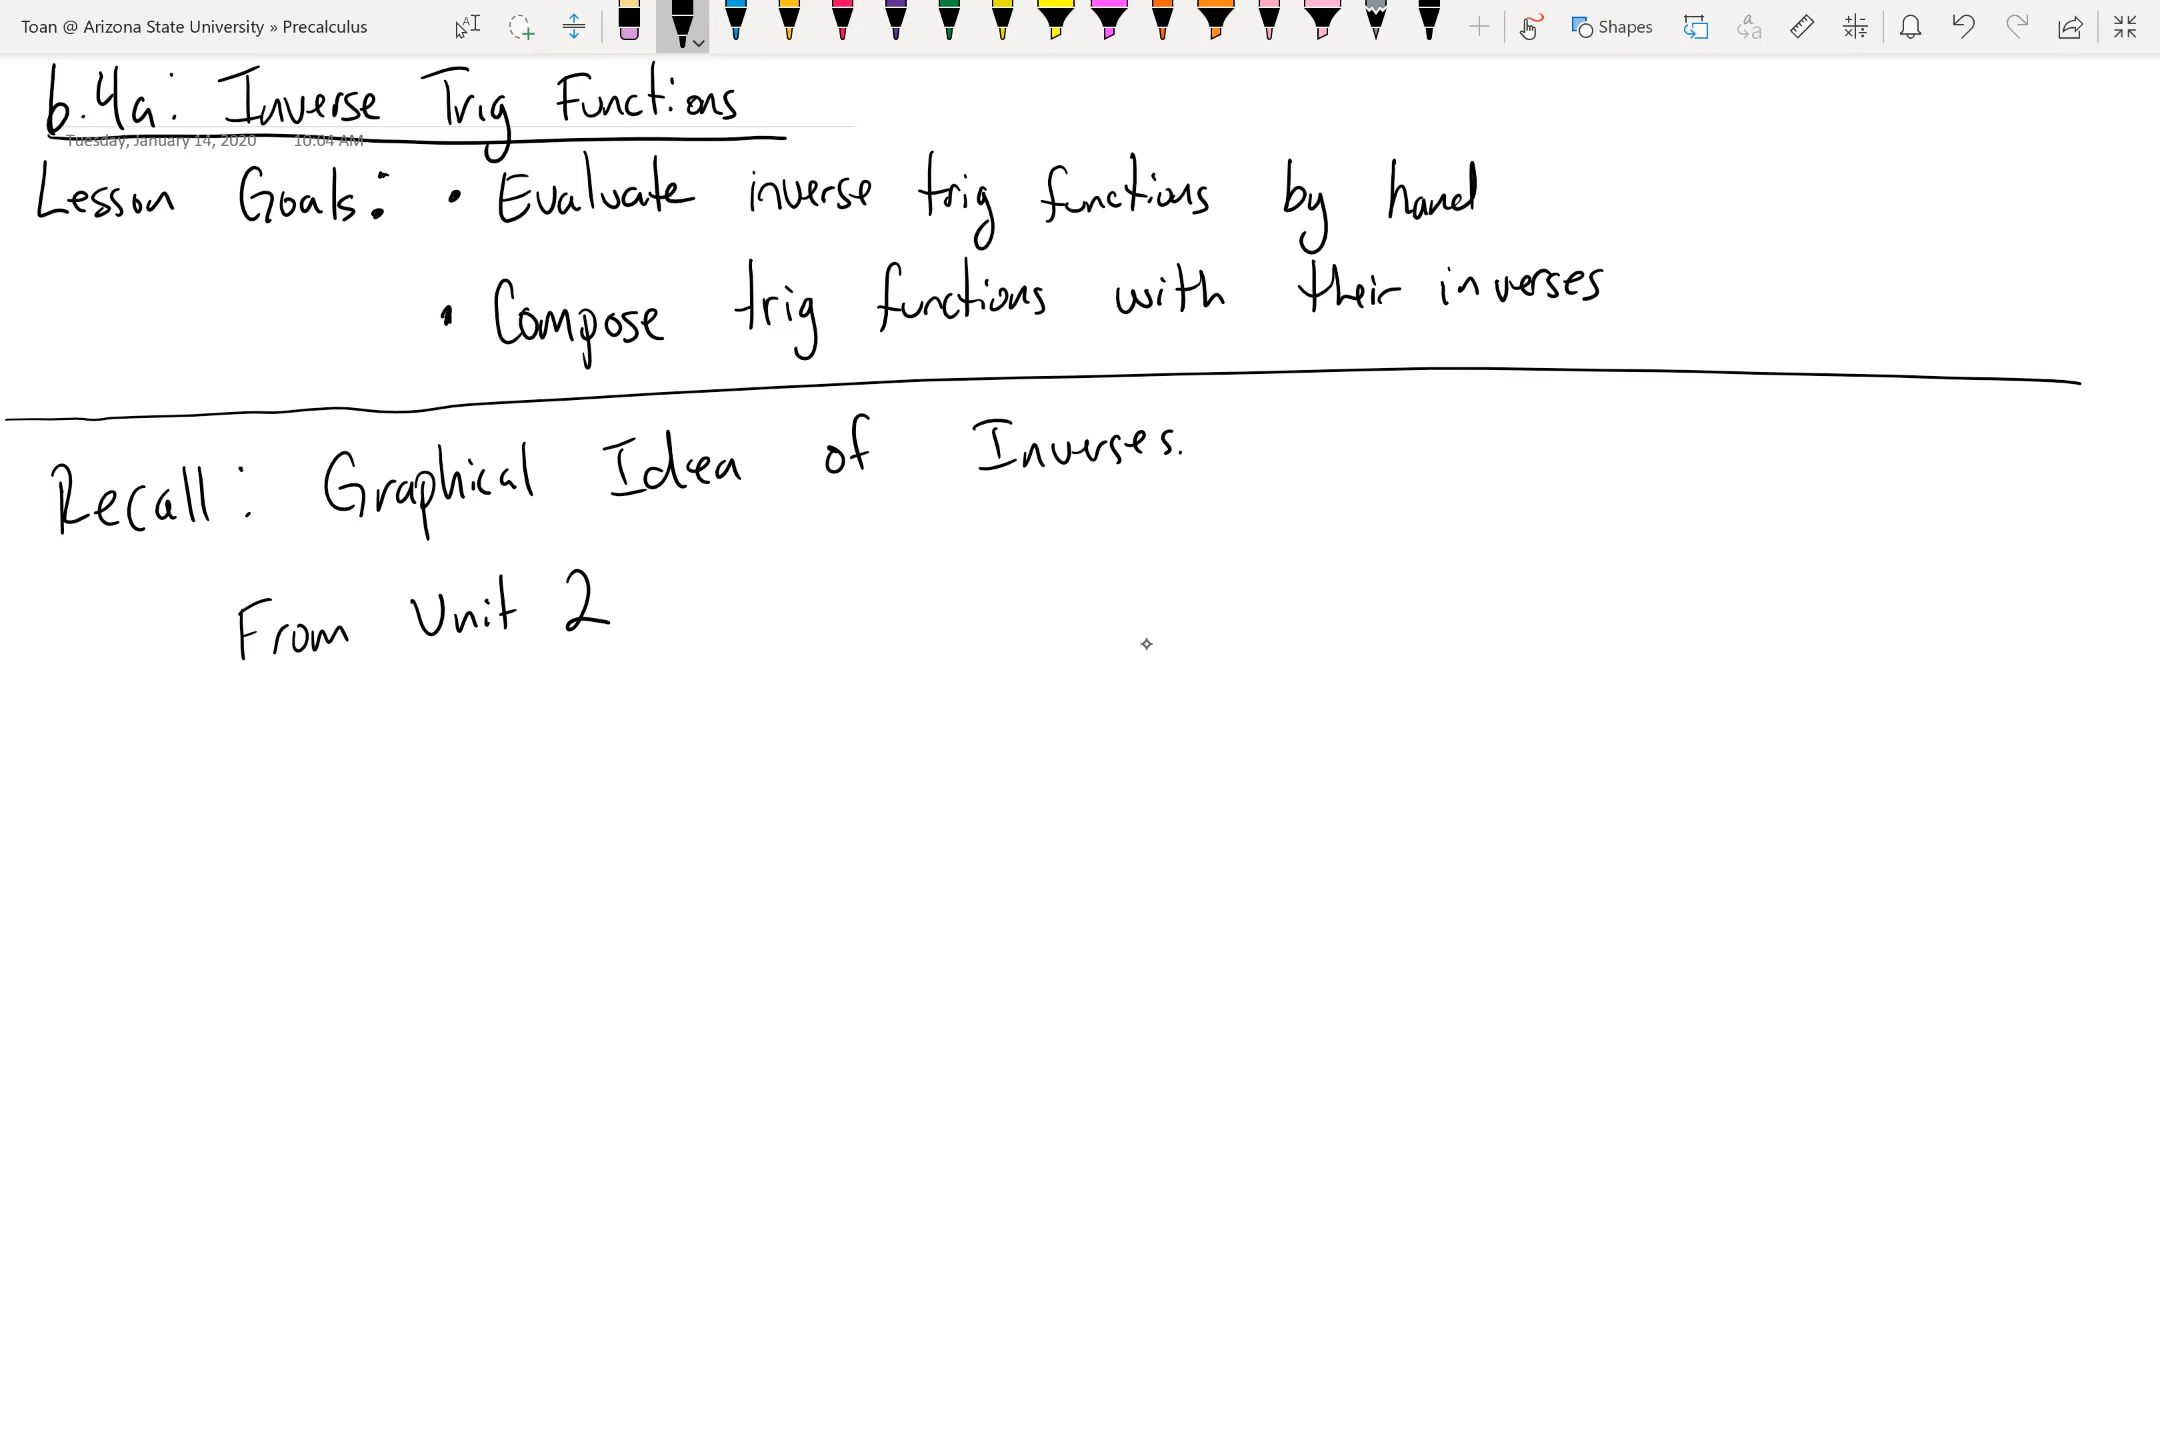 Toan @ Arizona State University » Precalculus
Shapes
6.4a: Inverse Trig Functions
Tuesday, January 14, 2020 10:04 AM
Lesson Goals: • Evaluate inverse trig functions by hand
• Compose trig functions with their inverses
Recall: Graphical Idea of Inverses.
From Unit 2